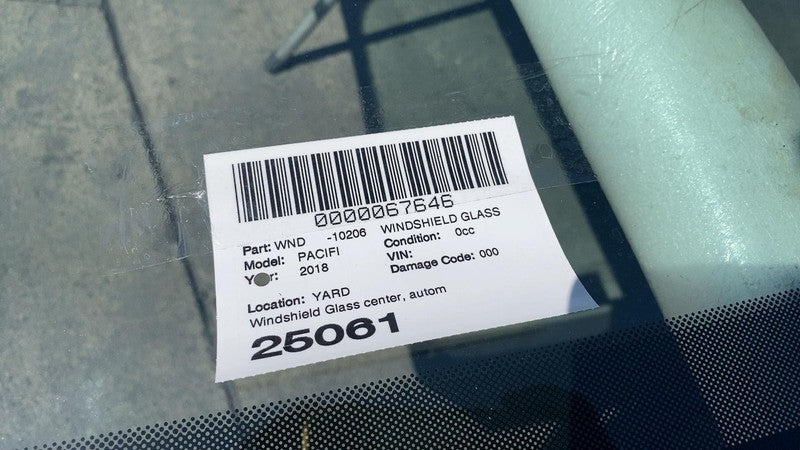 0000067646
Part: WND -10206 WINDSHIELD GLASS
Model: PACIFI Condition: 0cc
Year: 2018 VIN:
Damage Code: 000
Location: YARD
Windshield Glass center, autom
25061